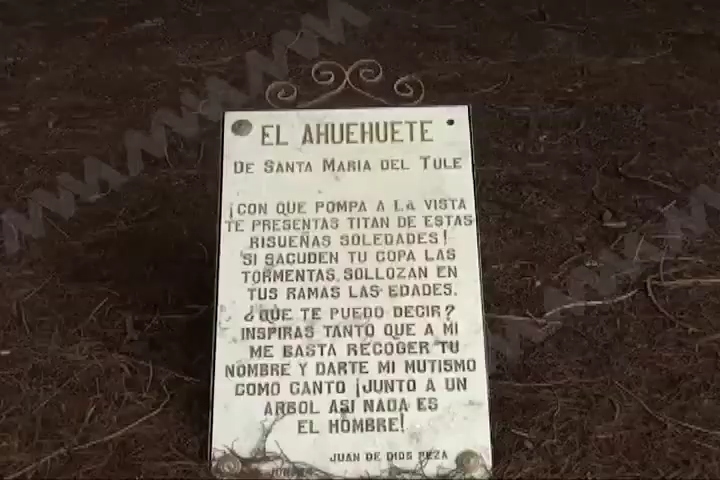 EL AHUEHUETE
DE SANTA MARIA DEL TULE
¡CON QUE POMPA A LA VISTA
TE PRESENTAS TITAN DE ESTAS
RISUEÑAS SOLEDADES!
SI SACUDEN TU COPA LAS
TORMENTAS, SOLLOZAN EN
TUS RAMAS LAS EDADES.
¿QUE TE PUEDO DECIR?
INSPIRAS TANTO QUE A MI
ME BASTA RECOGER TU
NOMBRE Y DARTE MI MUTISMO
COMO CANTO ¡JUNTO A UN
ARBOL ASI NADA ES
EL HOMBRE!
JUAN DE DIOS PEZA